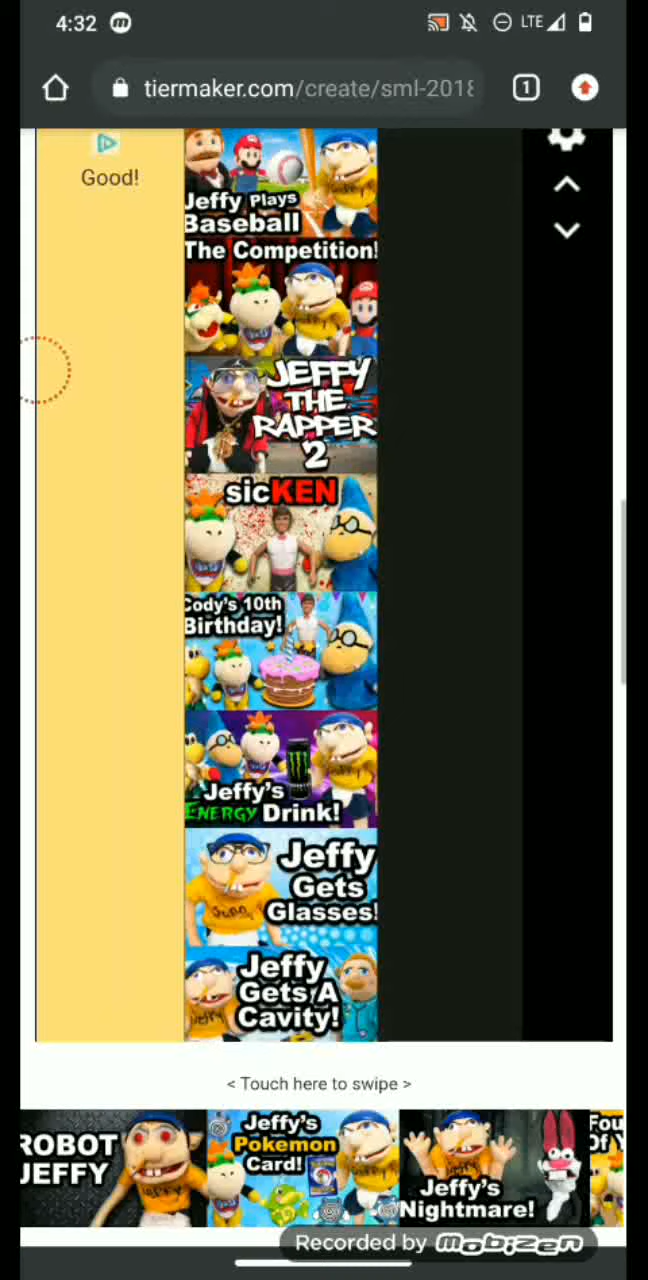 4:32
LTE
tiermaker.com/create/sml-2018
1
Good!
Jeffy Plays
Baseball
The Competition!
JEFFY
THE
RAPPER
2
sicKEN
Cody's 10th
Birthday!
Jeffy's
ENERGY Drink!
Jeffy
Gets
Glasses!
Jeffy
Gets A
Cavity!
< Touch here to swipe >
ROBOT
JEFFY
Jeffy's
Pokemon
Card!
Jeffy's
Nightmare!
Fou
Of Y
Recorded by mobizen